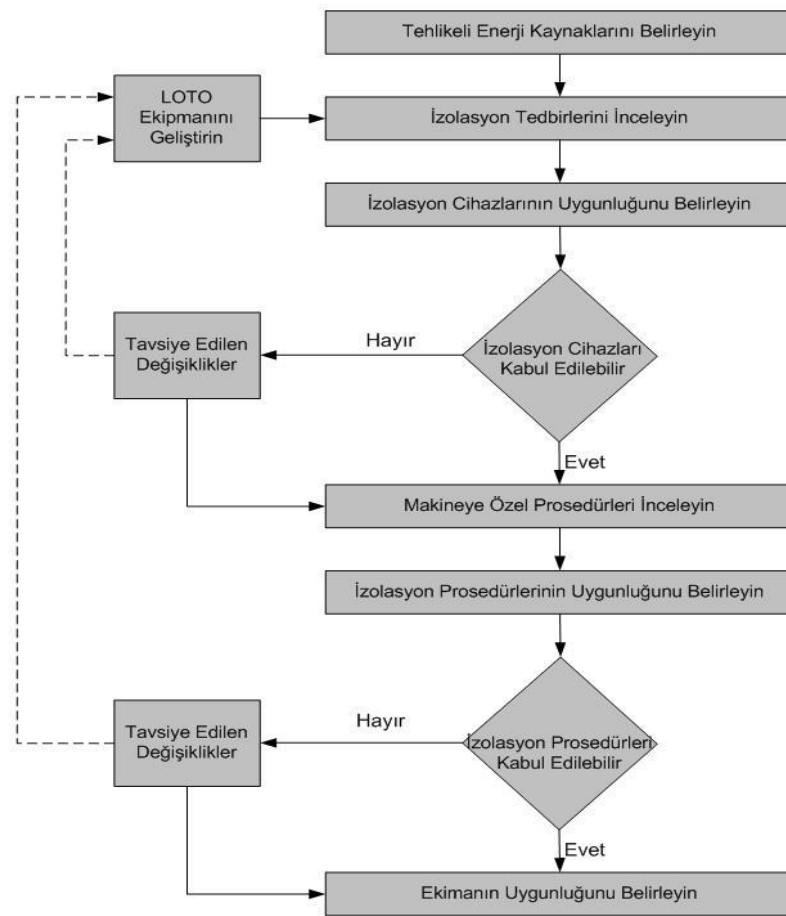 Tehlikeli Enerji Kaynaklarını Belirleyin
LOTO
Ekipmanını
Geliştirin
İzolasyon Tedbirlerini İnceleyin
İzolasyon Cihazlarının Uygunluğunu Belirleyin
Tavsiye Edilen
Değişiklikler
Hayır
İzolasyon Cihazları
Kabul Edilebilir
Evet
Makineye Özel Prosedürleri İnceleyin
İzolasyon Prosedürlerinin Uygunluğunu Belirleyin
Tavsiye Edilen
Değişiklikler
Hayır
İzolasyon Prosedürleri
Kabul Edilebilir
Evet
Ekimanın Uygunluğunu Belirleyin